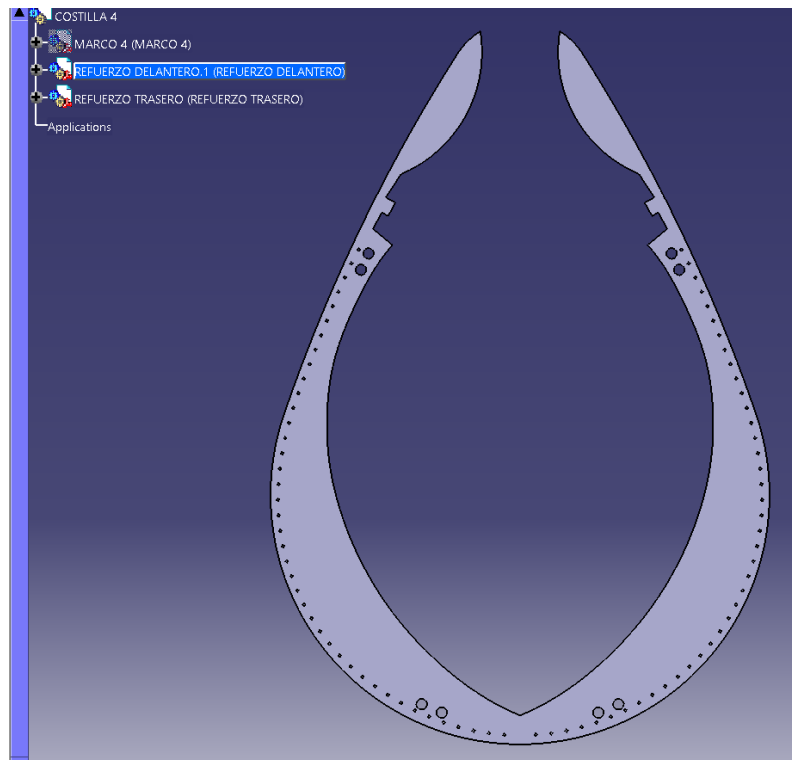 COSTILLA 4
MARCO 4 (MARCO 4)
REFUERZO DELANTERO.1 (REFUERZO DELANTERO)
REFUERZO TRASERO (REFUERZO TRASERO)
Applications